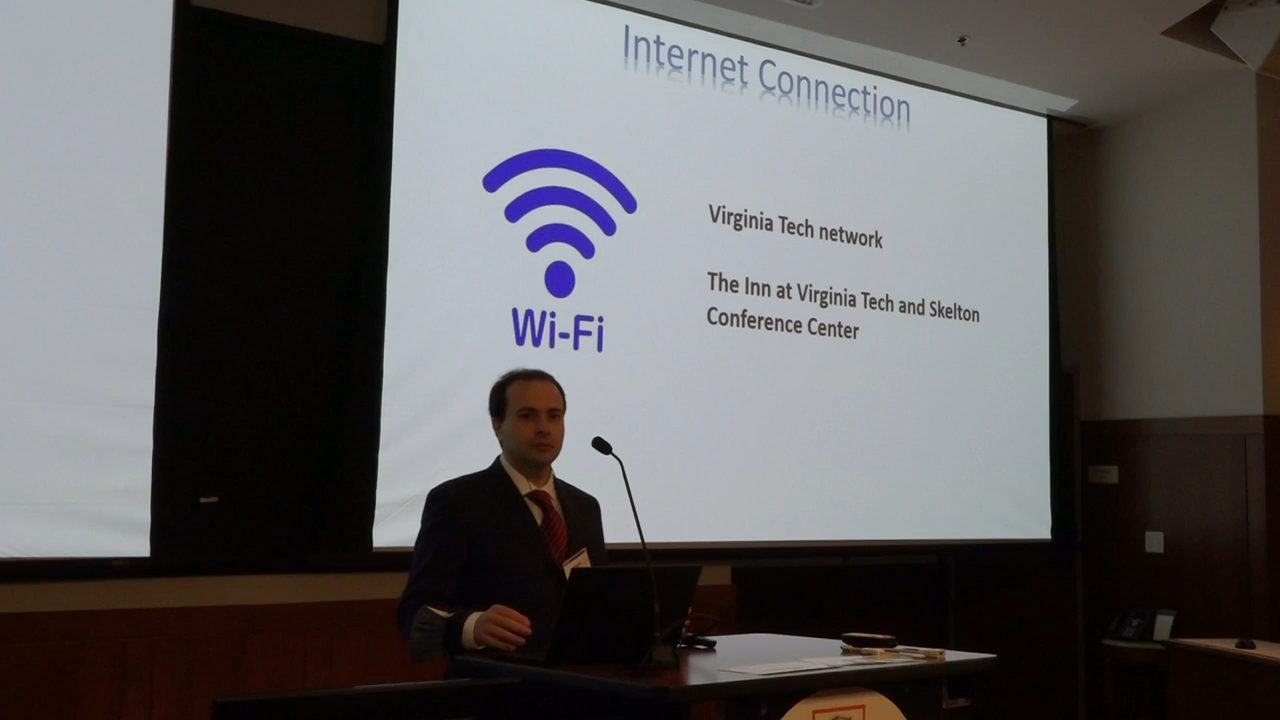 Internet Connection
Wi-Fi
Virginia Tech network
The Inn at Virginia Tech and Skelton
Conference Center